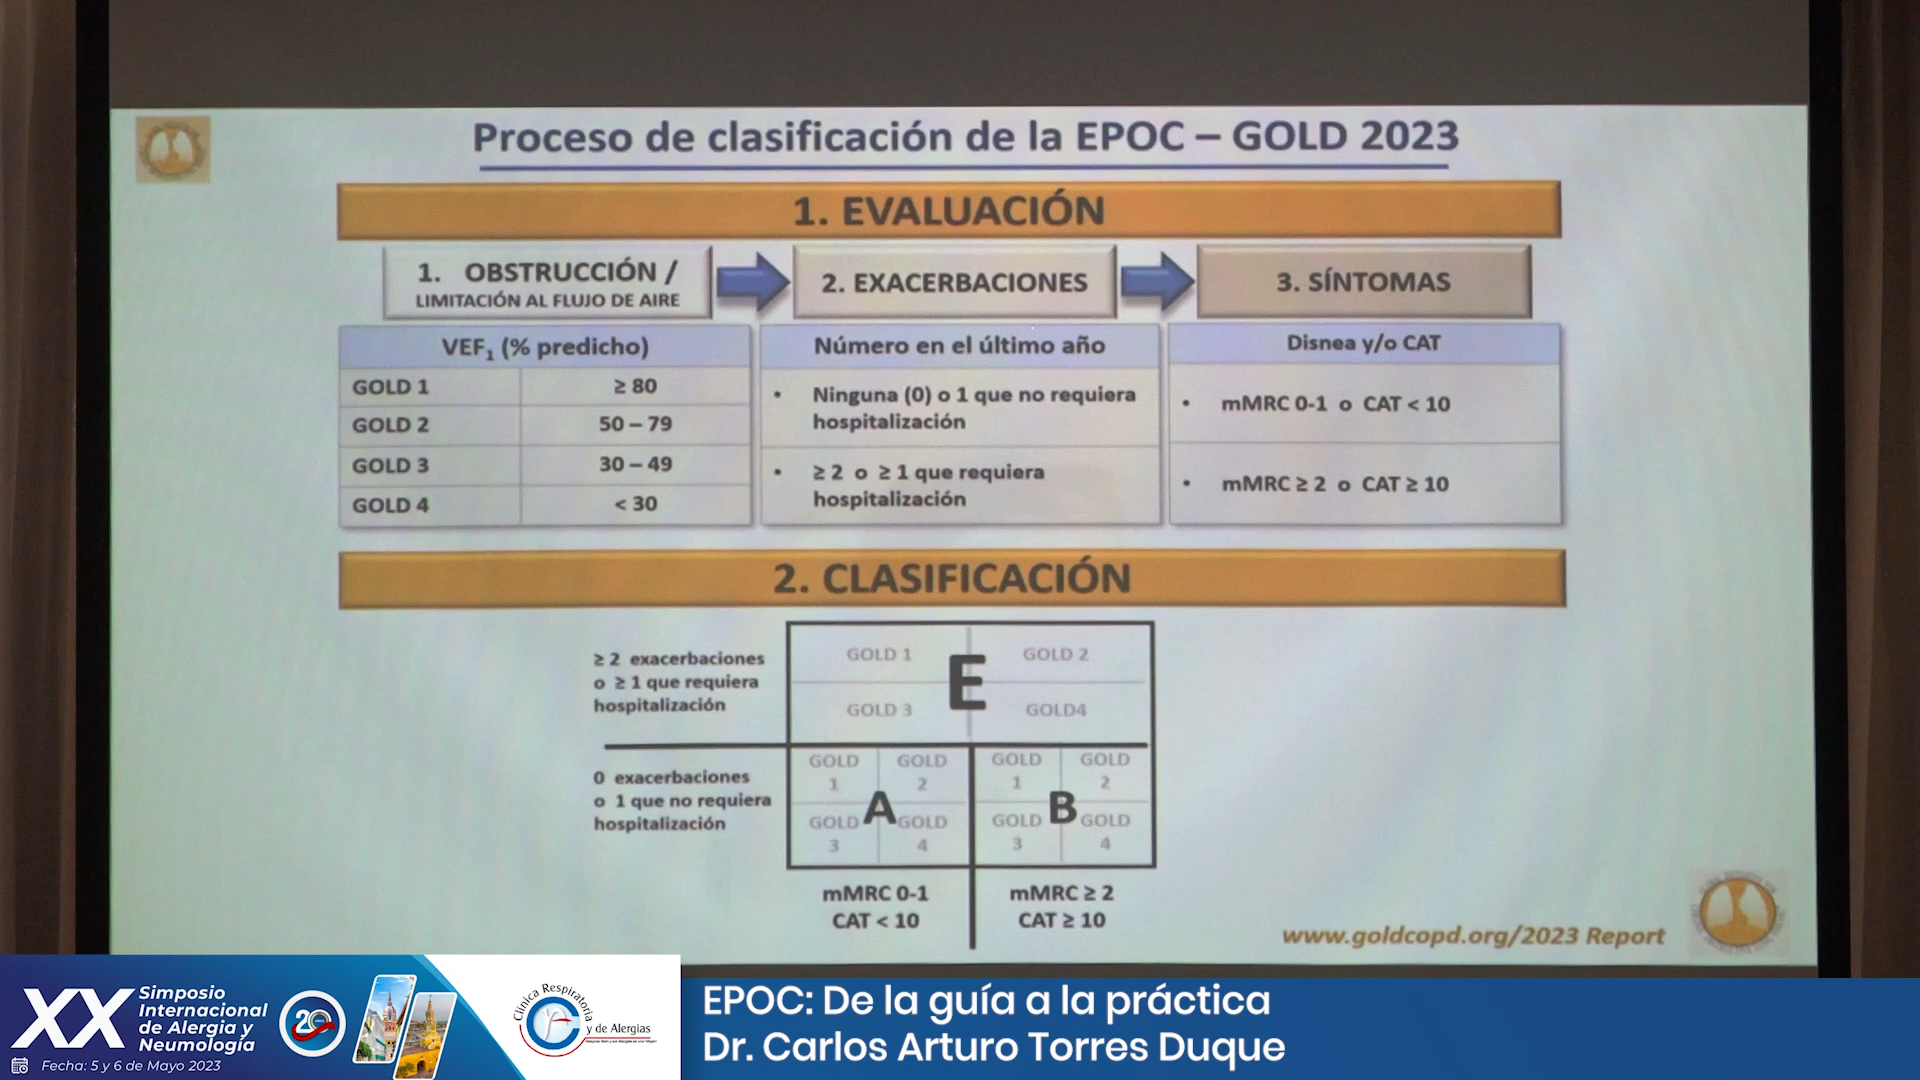 Proceso de clasificación de la EPOC – GOLD 2023
1. EVALUACIÓN
1. OBSTRUCCIÓN /
LIMITACIÓN AL FLUJO DE AIRE
2. EXACERBACIONES
3. SÍNTOMAS
VEF₁ (% predicho)
GOLD 1 ≥ 80
GOLD 2 50 – 79
GOLD 3 30 – 49
GOLD 4 < 30
Número en el último año
• Ninguna (0) o 1 que no requiera
hospitalización
• ≥ 2 o ≥ 1 que requiera
hospitalización
Disnea y/o CAT
• mMRC 0-1 o CAT < 10
• mMRC ≥ 2 o CAT ≥ 10
2. CLASIFICACIÓN
≥ 2 exacerbaciones
o ≥ 1 que requiera
hospitalización
GOLD 1 GOLD 2
E
GOLD 3 GOLD4
0 exacerbaciones
o 1 que no requiera
hospitalización
GOLD 1 GOLD 2
A
GOLD 3 GOLD 4
GOLD 1 GOLD 2
B
GOLD 3 GOLD 4
mMRC 0-1
CAT < 10
mMRC ≥ 2
CAT ≥ 10
www.goldcopd.org/2023 Report
XX Simposio
Internacional
de Alergia y
Neumología
Fecha: 5 y 6 de Mayo 2023
20
Clínica Respiratoria
y de Alergias
EPOC: De la guía a la práctica
Dr. Carlos Arturo Torres Duque